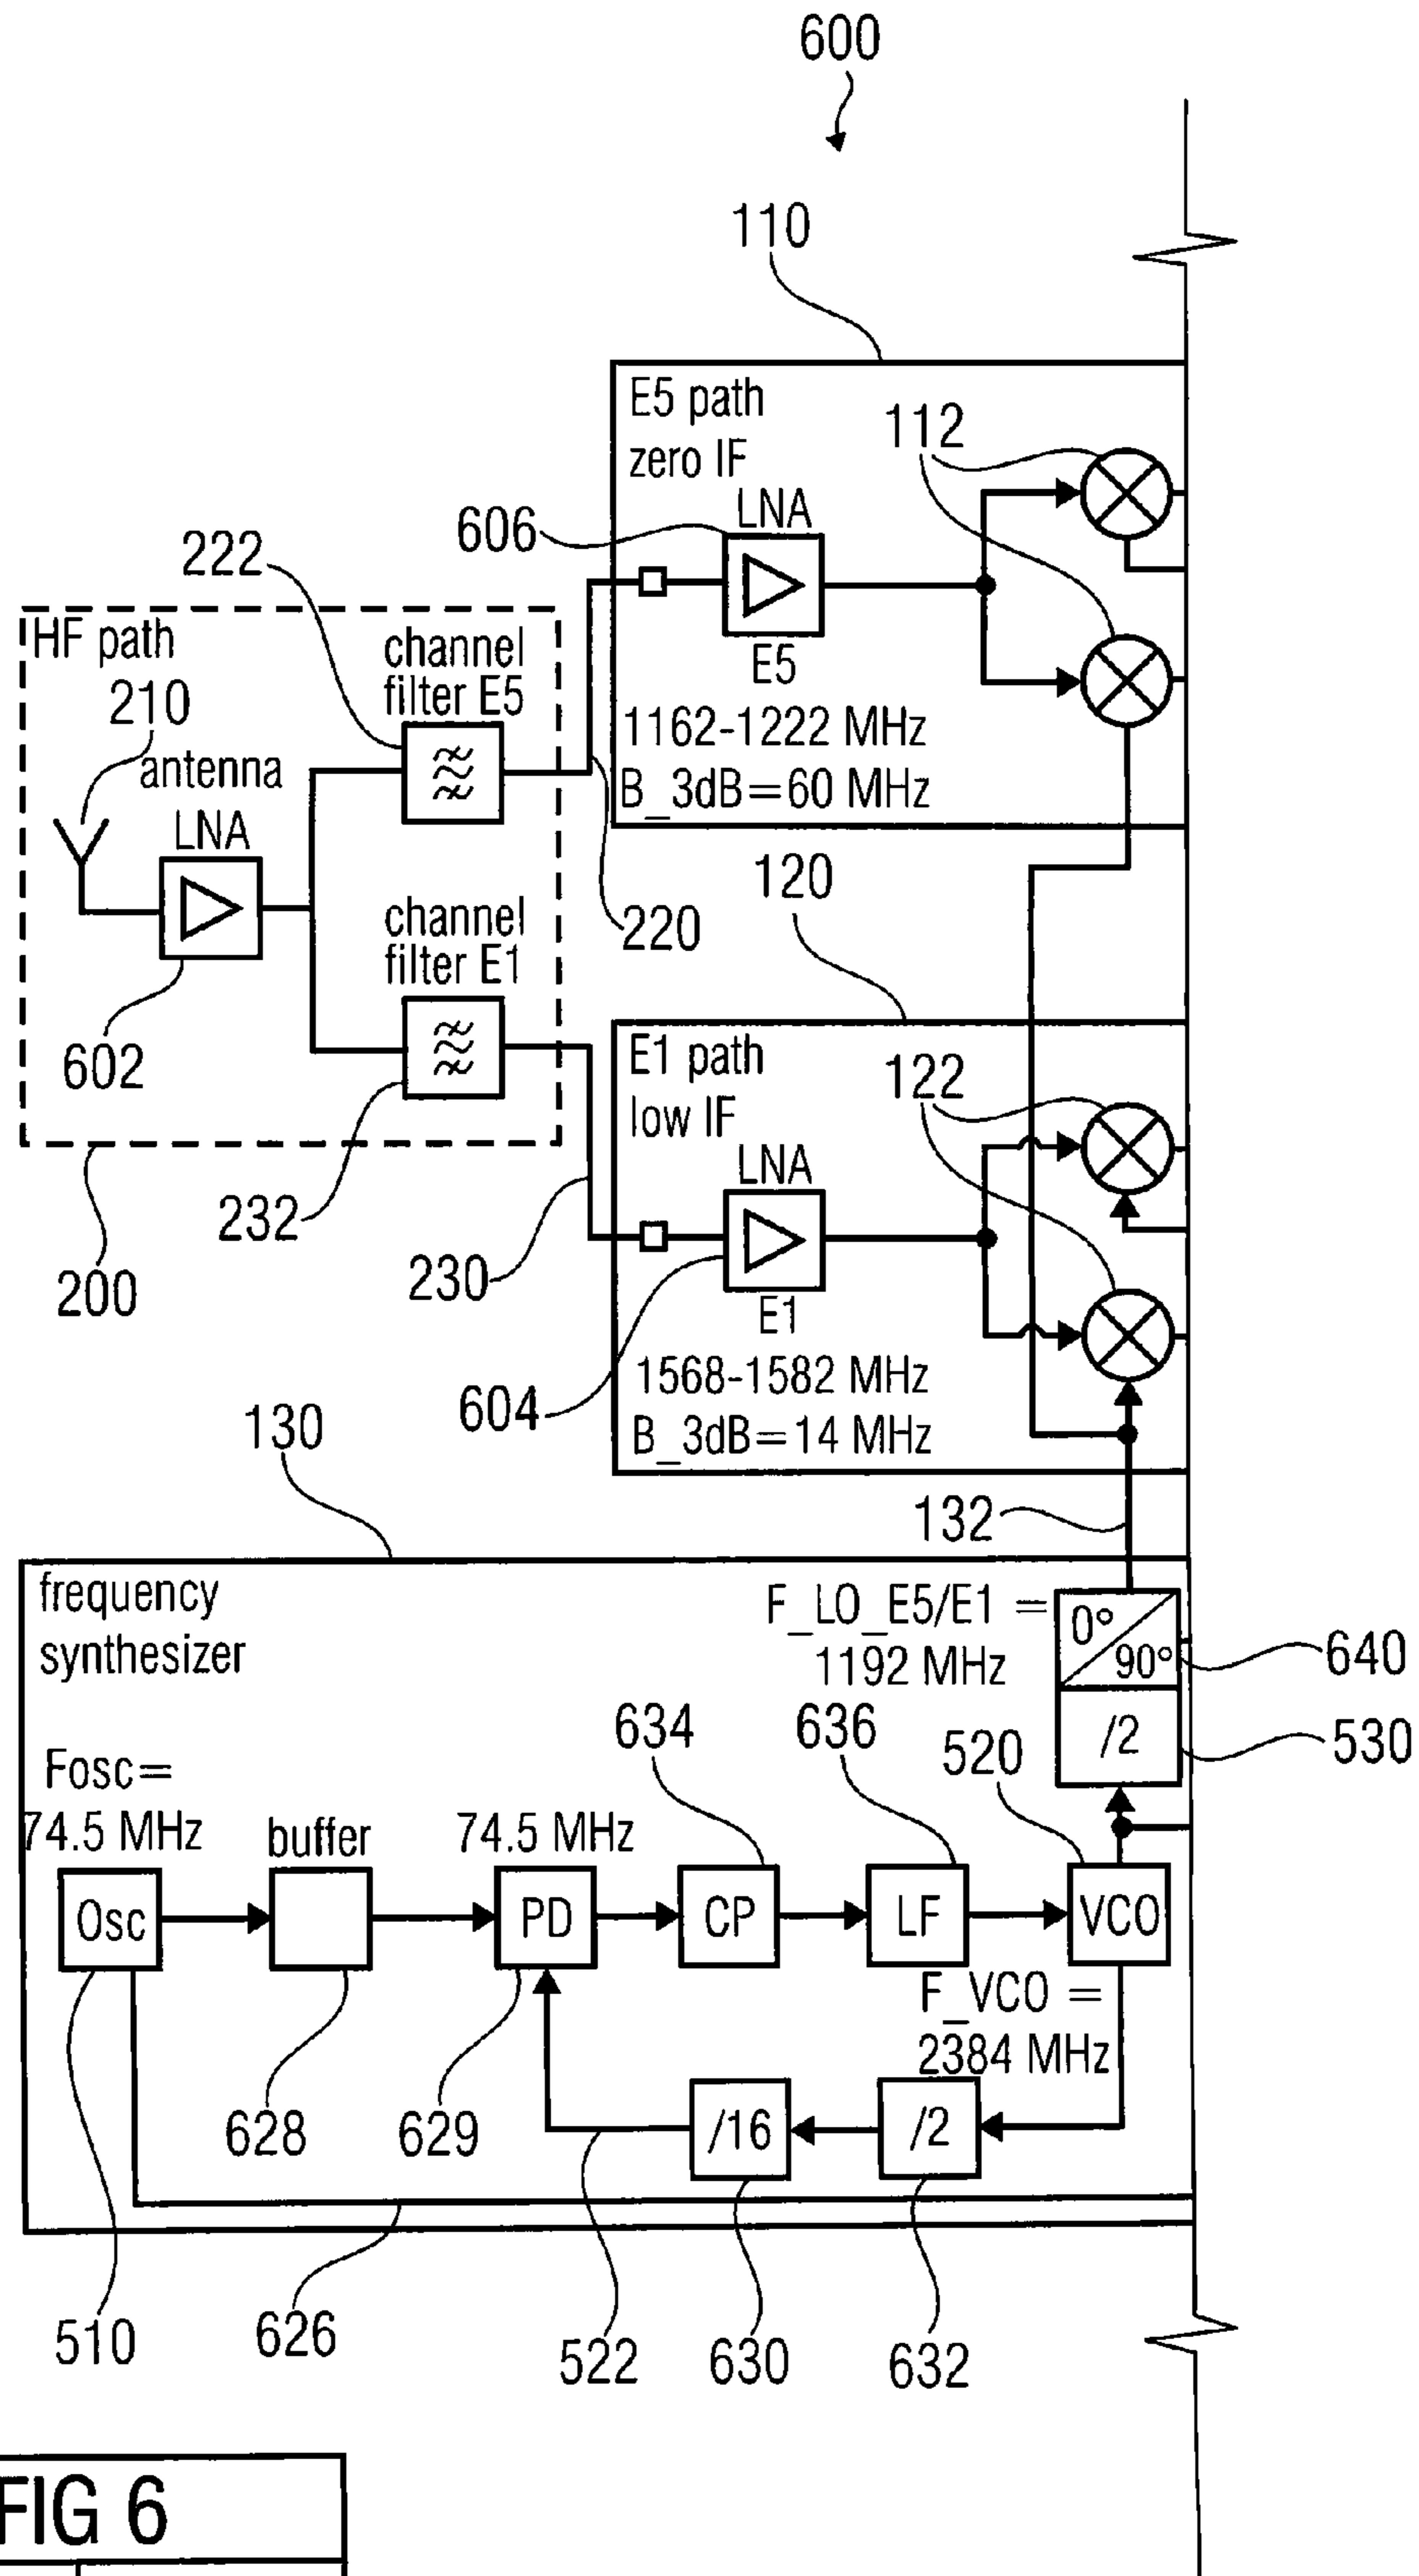 600
110
E5 path
zero IF
112
LNA
606
E5
1162-1222 MHz
B_3dB=60 MHz
222
HF path
channel
filter E5
210
antenna
LNA
channel
filter E1
602
232
200
220
120
E1 path
low IF
122
LNA
230
E1
604
1568-1582 MHz
B_3dB=14 MHz
130
132
frequency
synthesizer
F_LO_E5/E1 =
1192 MHz
0°
90°
640
/2
530
634
636
520
Fosc=
74.5 MHz
buffer
74.5 MHz
Osc
PD
CP
LF
VCO
F_VCO =
2384 MHz
628
629
/16
/2
510
626
522
630
632
FIG 6